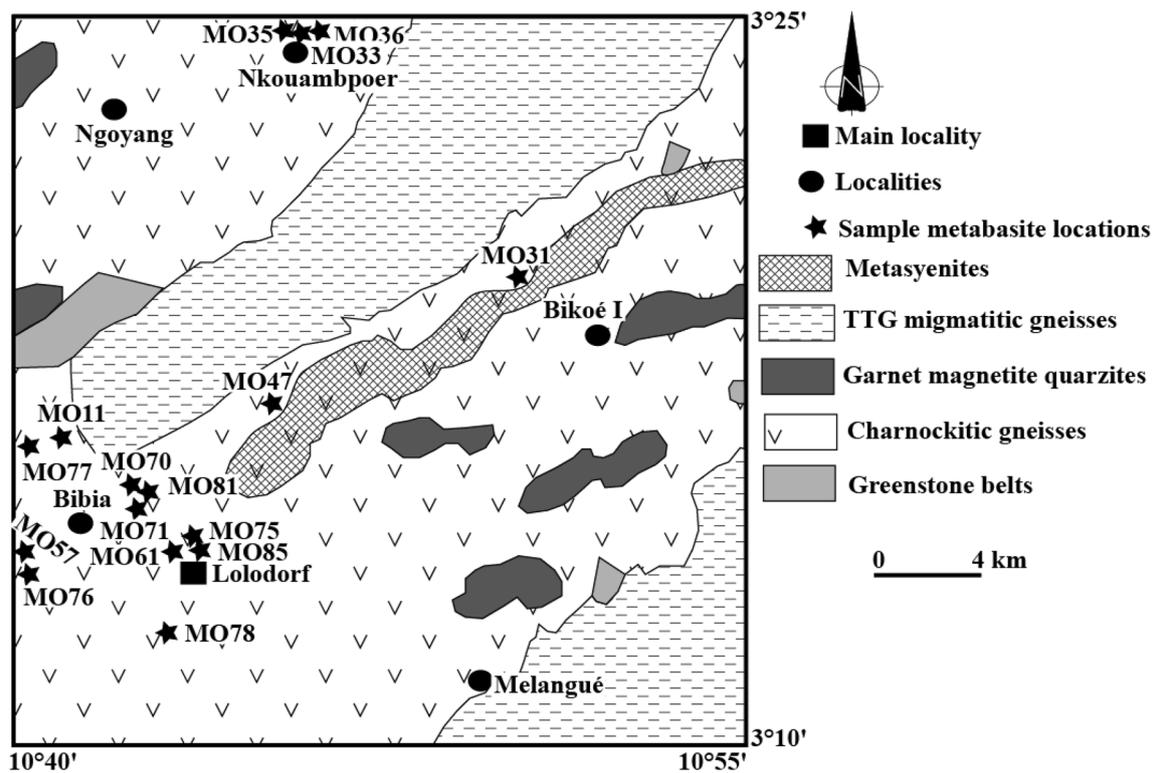 3°25'
MO35
MO36
MO33
Nkouambpoer
Ngoyang
N
Main locality
Localities
Sample metabasite locations
MO31
Metasyenites
Bikoé I
TTG migmatitic gneisses
MO47
Garnet magnetite quarzites
MO11
Charnockitic gneisses
MO77
MO70
MO81
Greenstone belts
Bibia
MO71
MO75
MO57
MO61
MO85
0 4 km
Lolodorf
MO76
MO78
Melangué
3°10'
10°40'
10°55'